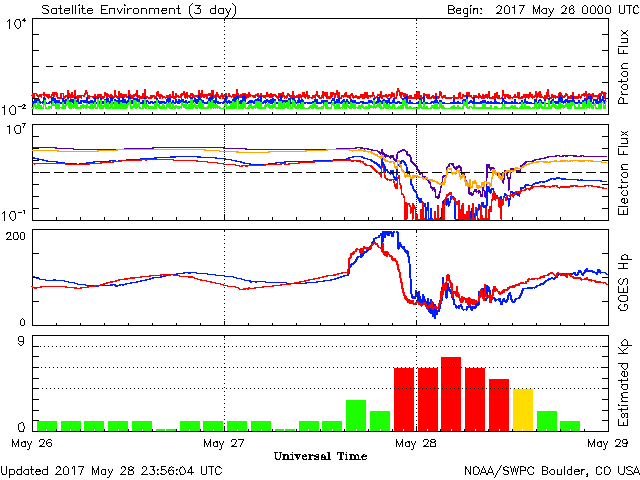 Satellite Environment (3 day) Begin: 2017 May 26 0000 UTC
10⁴
10⁻²
Proton Flux
10⁷
10⁻¹
Electron Flux
200
0
GOES Hp
9
0
Estimated Kp
May 26 May 27 May 28 May 29
Universal Time
Updated 2017 May 28 23:56:04 UTC NOAA/SWPC Boulder, CO USA